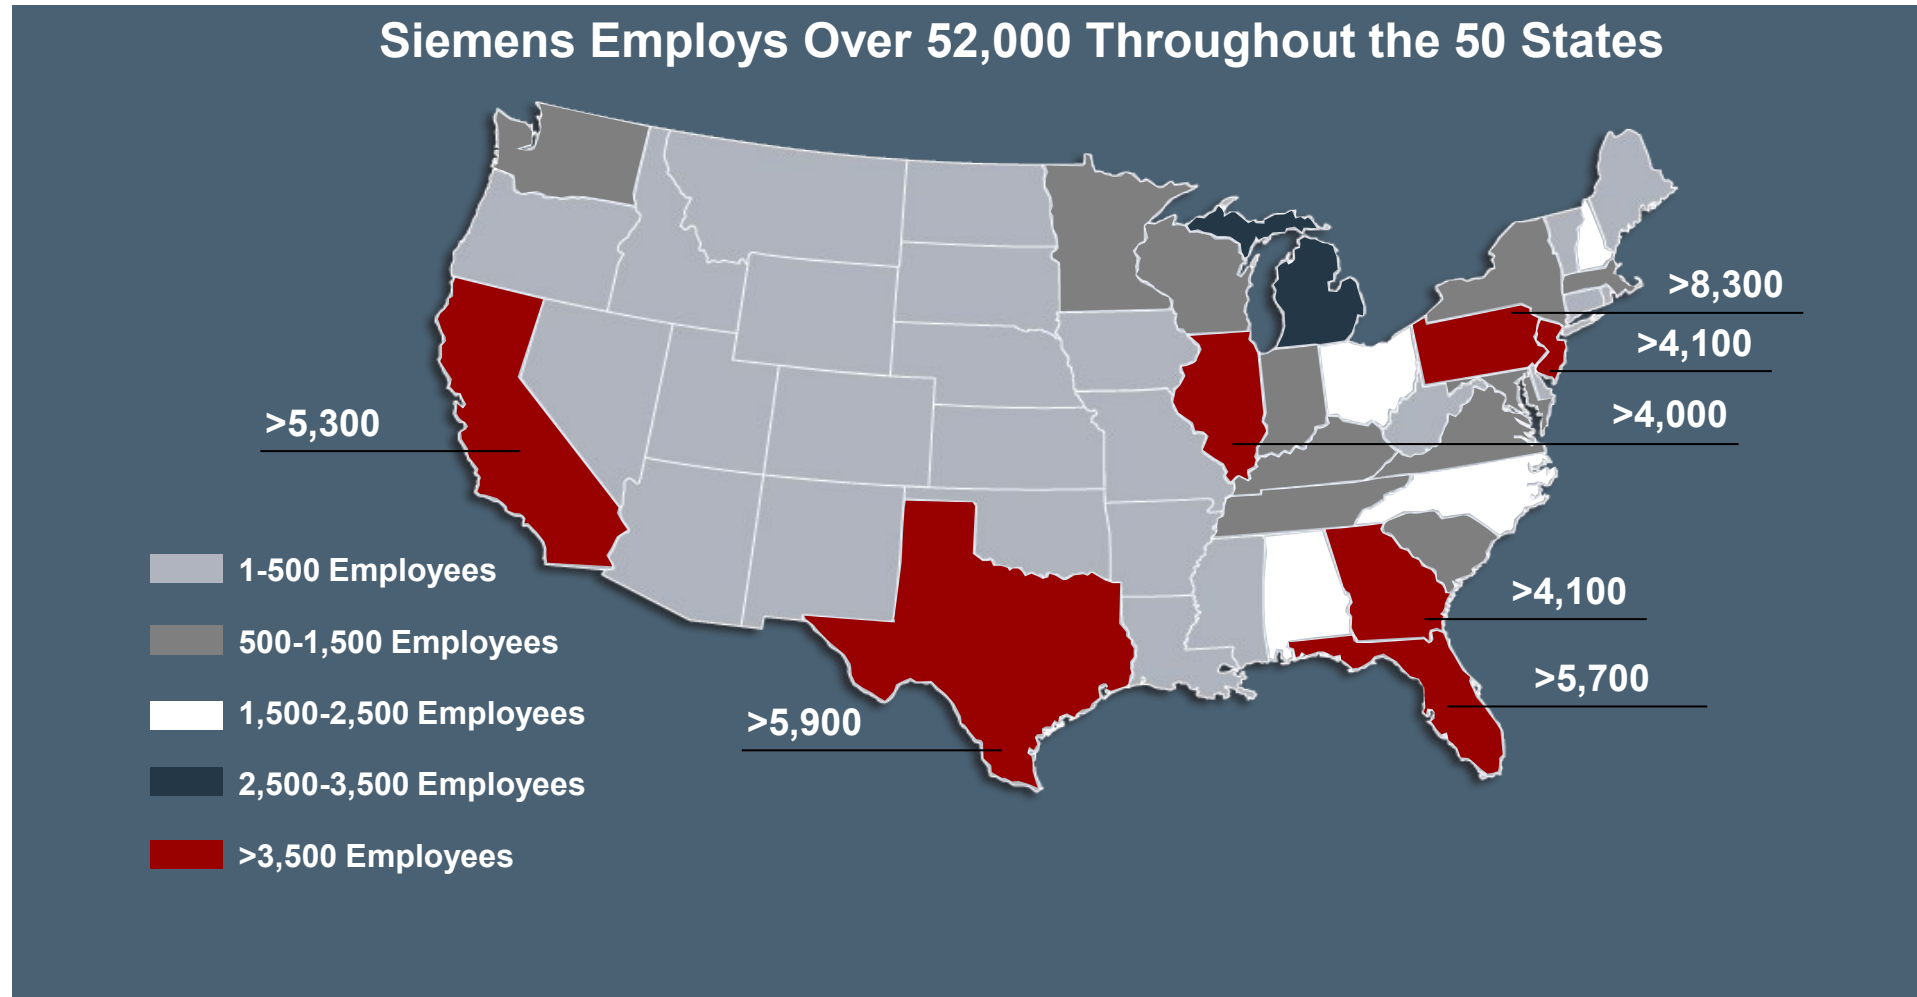 Siemens Employs Over 52,000 Throughout the 50 States
>8,300
>4,100
>4,000
>5,300
>4,100
>5,700
>5,900
1-500 Employees
500-1,500 Employees
1,500-2,500 Employees
2,500-3,500 Employees
>3,500 Employees